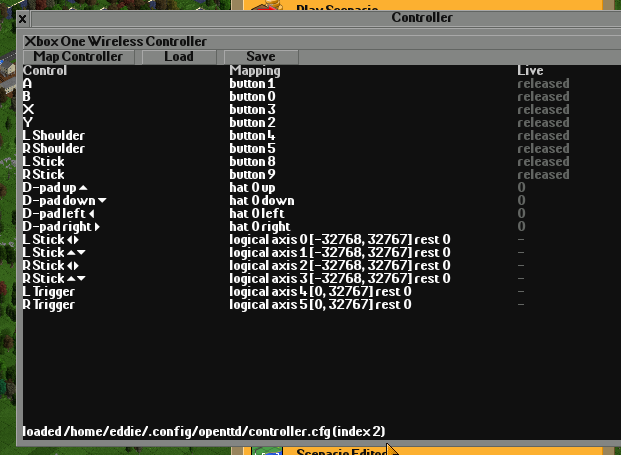 Play Scenario
Controller
Xbox One Wireless Controller
Map Controller Load Save
Control Mapping Live
A button 1 released
B button 0 released
X button 3 released
Y button 2 released
L Shoulder button 4 released
R Shoulder button 5 released
L Stick button 8 released
R Stick button 9 released
D-pad up hat 0 up 0
D-pad down hat 0 down 0
D-pad left hat 0 left 0
D-pad right hat 0 right 0
L Stick logical axis 0 [-32768, 32767] rest 0 -
L Stick logical axis 1 [-32768, 32767] rest 0 -
R Stick logical axis 2 [-32768, 32767] rest 0 -
R Stick logical axis 3 [-32768, 32767] rest 0 -
L Trigger logical axis 4 [0, 32767] rest 0 -
R Trigger logical axis 5 [0, 32767] rest 0 -
loaded /home/eddie/.config/openttd/controller.cfg (index 2)
Scenario Editor